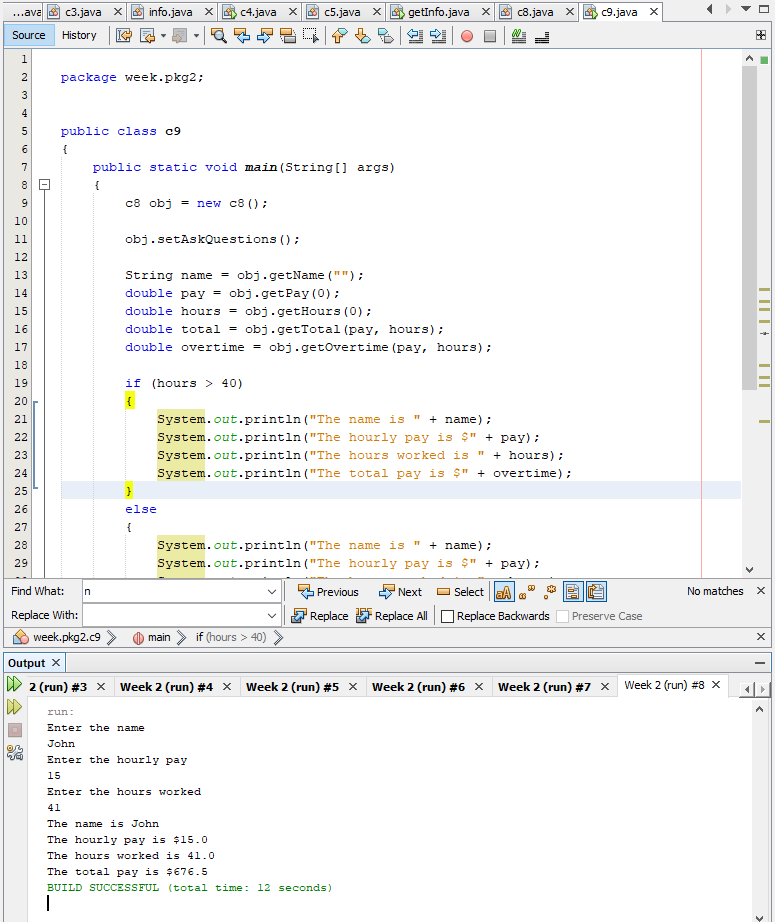 ...ava c3.java info.java c4.java c5.java getInfo.java c8.java c9.java
Source History
1
2 package week.pkg2;
3
4
5 public class c9
6 {
7 public static void main(String[] args)
8 {
9 c8 obj = new c8();
10
11 obj.setAskQuestions();
12
13 String name = obj.getName("");
14 double pay = obj.getPay(0);
15 double hours = obj.getHours(0);
16 double total = obj.getTotal(pay, hours);
17 double overtime = obj.getOvertime(pay, hours);
18
19 if (hours > 40)
20 {
21 System.out.println("The name is " + name);
22 System.out.println("The hourly pay is $" + pay);
23 System.out.println("The hours worked is " + hours);
24 System.out.println("The total pay is $" + overtime);
25 }
26 else
27 {
28 System.out.println("The name is " + name);
29 System.out.println("The hourly pay is $" + pay);
Find What: n Previous Next Select No matches
Replace With: Replace Replace All Replace Backwards Preserve Case
week.pkg2.c9 main if (hours > 40)
Output
2 (run) #3 Week 2 (run) #4 Week 2 (run) #5 Week 2 (run) #6 Week 2 (run) #7 Week 2 (run) #8
run:
Enter the name
John
Enter the hourly pay
15
Enter the hours worked
41
The name is John
The hourly pay is $15.0
The hours worked is 41.0
The total pay is $676.5
BUILD SUCCESSFUL (total time: 12 seconds)